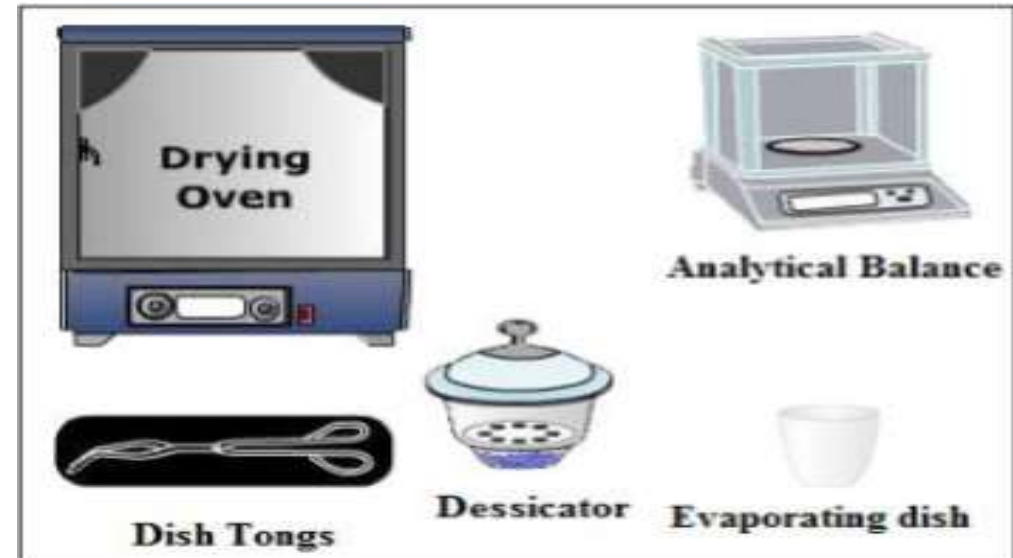 Drying
Oven
Analytical Balance
Dessicator
Evaporating dish
Dish Tongs